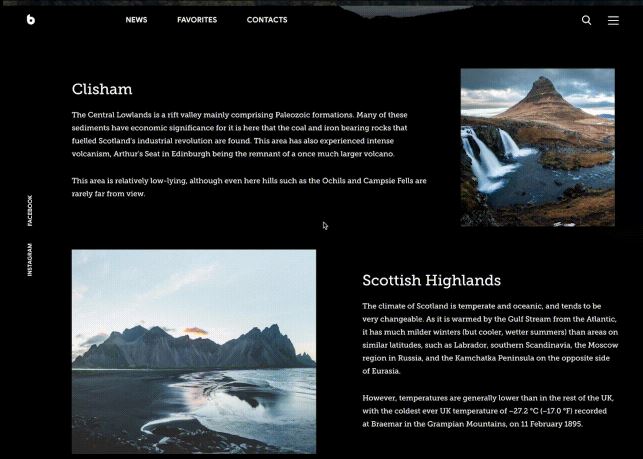 b NEWS FAVORITES CONTACTS
Clisham
The Central Lowlands is a rift valley mainly comprising Paleozoic formations. Many of these
sediments have economic significance for it is here that the coal and iron bearing rocks that
fuelled Scotland's industrial revolution are found. This area has also experienced intense
volcanism, Arthur's Seat in Edinburgh being the remnant of a once much larger volcano.
This area is relatively low-lying, although even here hills such as the Ochils and Campsie Fells are
rarely far from view.
FACEBOOK
INSTAGRAM
Scottish Highlands
The climate of Scotland is temperate and oceanic, and tends to be
very changeable. As it is warmed by the Gulf Stream from the Atlantic,
it has much milder winters (but cooler, wetter summers) than areas on
similar latitudes, such as Labrador, southern Scandinavia, the Moscow
region in Russia, and the Kamchatka Peninsula on the opposite side
of Eurasia.
However, temperatures are generally lower than in the rest of the UK,
with the coldest ever UK temperature of −27.2 °C (−17.0 °F) recorded
at Braemar in the Grampian Mountains, on 11 February 1895.